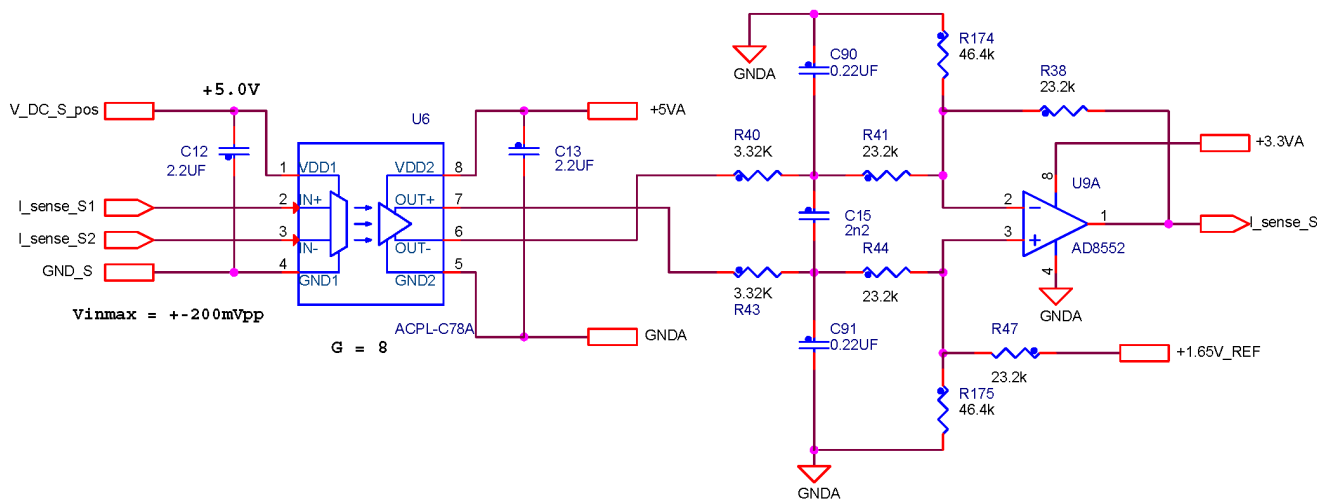 R174
46.4k
C90
0.22UF
GNDA
R38
23.2k
+5.0V
V_DC_S_pos
U6
+5VA
R40
3.32K
R41
23.2k
+3.3VA
C12
2.2UF
C13
2.2UF
1
VDD1
VDD2
8
8
U9A
I_sense_S1
2
IN+
OUT+
7
C15
2n2
2
1
I_sense_S
I_sense_S2
3
IN-
OUT-
6
R44
3
AD8552
GND_S
4
GND1
GND2
5
3.32K
R43
23.2k
4
GNDA
Vinmax = +-200mVpp
ACPL-C78A
G = 8
GNDA
C91
0.22UF
R47
23.2k
+1.65V_REF
R175
46.4k
GNDA